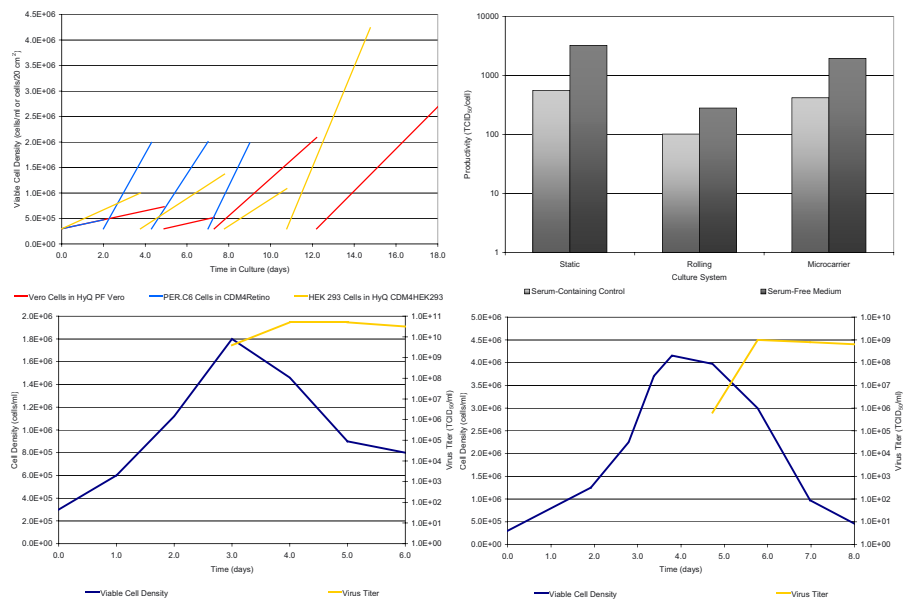 4.5E+06
4.0E+06
3.5E+06
3.0E+06
2.5E+06
2.0E+06
1.5E+06
1.0E+06
5.0E+05
0.0E+00
Viable Cell Density (cells/ml or cells/20 cm²)
0.0 2.0 4.0 6.0 8.0 10.0 12.0 14.0 16.0 18.0
Time in Culture (days)
Vero Cells in HyQ PF Vero PER.C6 Cells in CDM4Retino HEK 293 Cells in HyQ CDM4HEK293
10000
1000
100
10
1
Productivity (TCID₅₀/cell)
Static Rolling Microcarrier
Culture System
Serum-Containing Control Serum-Free Medium
2.0E+06
1.8E+06
1.6E+06
1.4E+06
1.2E+06
1.0E+06
8.0E+05
6.0E+05
4.0E+05
2.0E+05
0.0E+00
Cell Density (cells/ml)
1.0E+11
1.0E+10
1.0E+09
1.0E+08
1.0E+07
1.0E+06
1.0E+05
1.0E+04
1.0E+03
1.0E+02
1.0E+01
1.0E+00
Virus Titer (TCID₅₀/ml)
0.0 1.0 2.0 3.0 4.0 5.0 6.0
Time (days)
Viable Cell Density Virus Titer
5.0E+06
4.5E+06
4.0E+06
3.5E+06
3.0E+06
2.5E+06
2.0E+06
1.5E+06
1.0E+06
5.0E+05
0.0E+00
Cell Density (cells/ml)
1.0E+10
1.0E+09
1.0E+08
1.0E+07
1.0E+06
1.0E+05
1.0E+04
1.0E+03
1.0E+02
1.0E+01
1.0E+00
Virus Titer (TCID₅₀/ml)
0.0 1.0 2.0 3.0 4.0 5.0 6.0 7.0 8.0
Time (days)
Viable Cell Density Virus Titer